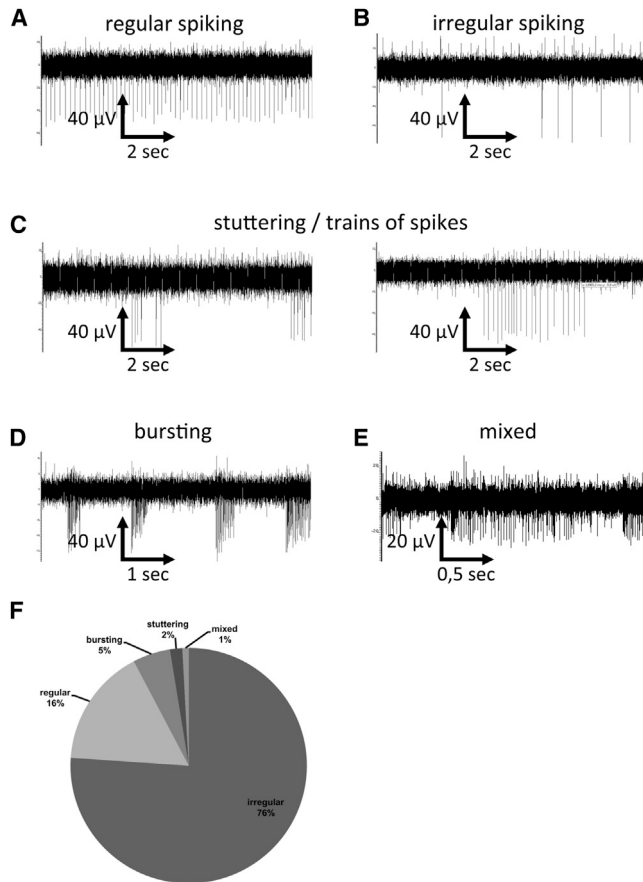 A
regular spiking
40 µV
2 sec
B
irregular spiking
40 µV
2 sec
C
stuttering / trains of spikes
40 µV
2 sec
40 µV
2 sec
D
bursting
40 µV
1 sec
E
mixed
20 µV
0,5 sec
F
stuttering
2%
mixed
1%
bursting
5%
regular
16%
irregular
76%